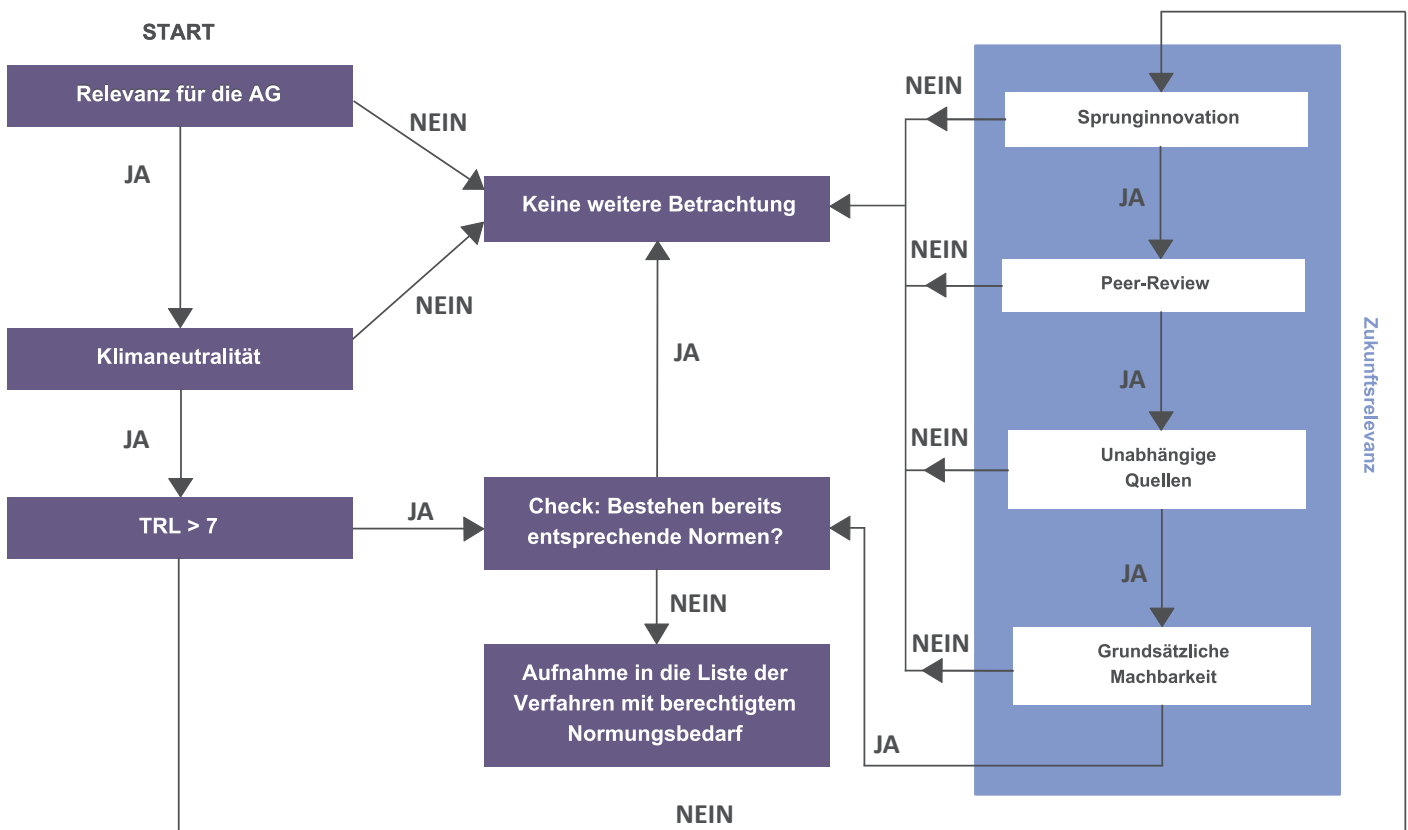 START
Relevanz für die AG
NEIN
JA
Keine weitere Betrachtung
NEIN
Klimaneutralität
JA
JA
TRL > 7
JA
Check: Bestehen bereits
entsprechende Normen?
NEIN
Aufnahme in die Liste der
Verfahren mit berechtigtem
Normungsbedarf
NEIN
Sprunginnovation
JA
NEIN
Peer-Review
JA
NEIN
Unabhängige
Quellen
JA
NEIN
Grundsätzliche
Machbarkeit
JA
Zukunftsrelevanz
NEIN